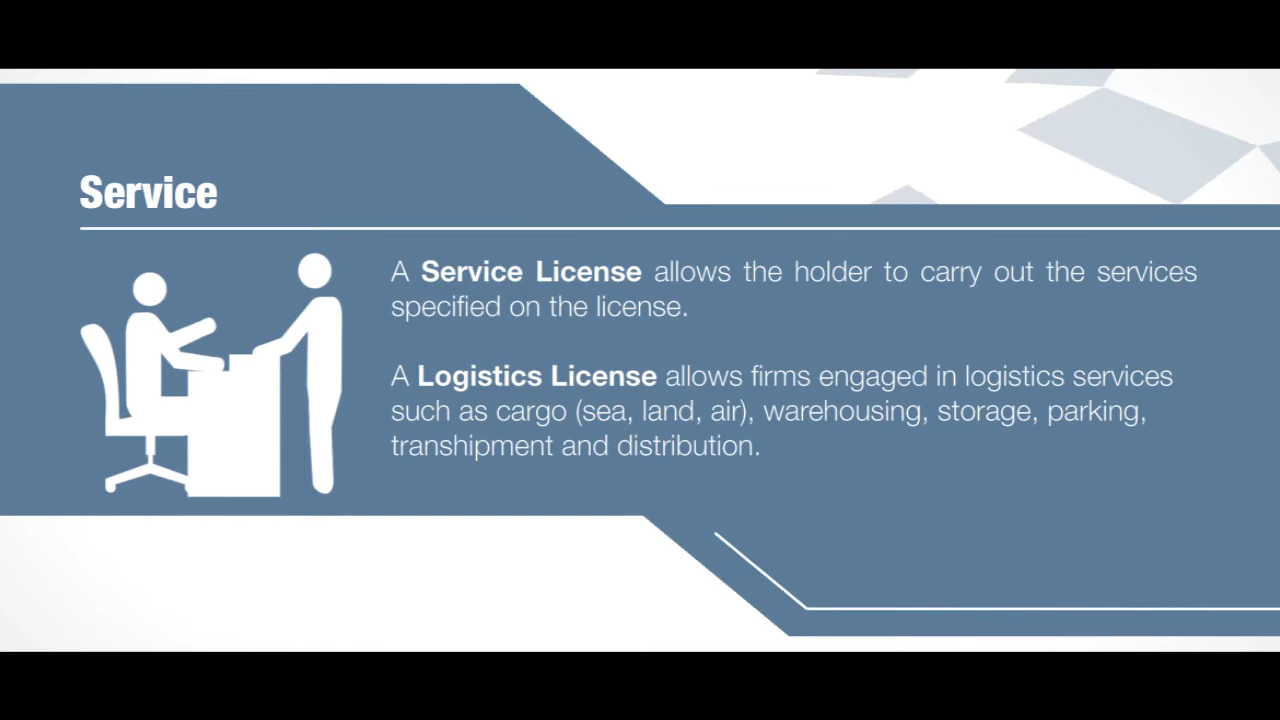 Service
A Service License allows the holder to carry out the services
specified on the license.
A Logistics License allows firms engaged in logistics services
such as cargo (sea, land, air), warehousing, storage, parking,
transhipment and distribution.